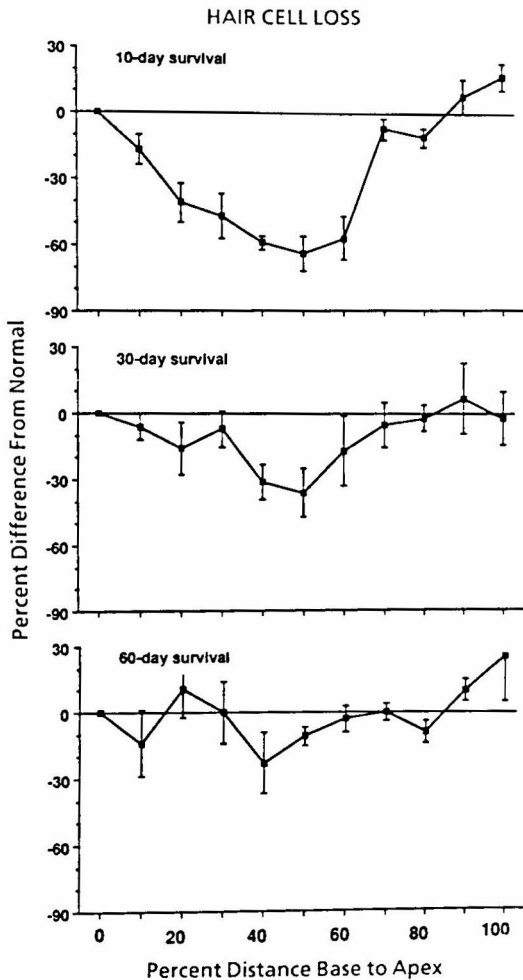 HAIR CELL LOSS
30
10-day survival
0
-30
-60
-90
30
30-day survival
0
-30
-60
-90
30
60-day survival
0
-30
-60
-90
0 20 40 60 80 100
Percent Distance Base to Apex
Percent Difference From Normal